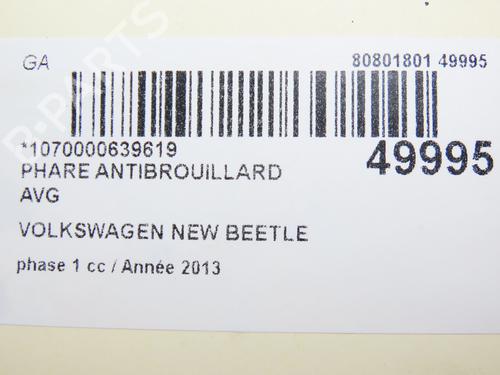 GA
80801801 49995
*1070000639619
49995
PHARE ANTIBROUILLARD
AVG
VOLKSWAGEN NEW BEETLE
phase 1 cc / Année 2013